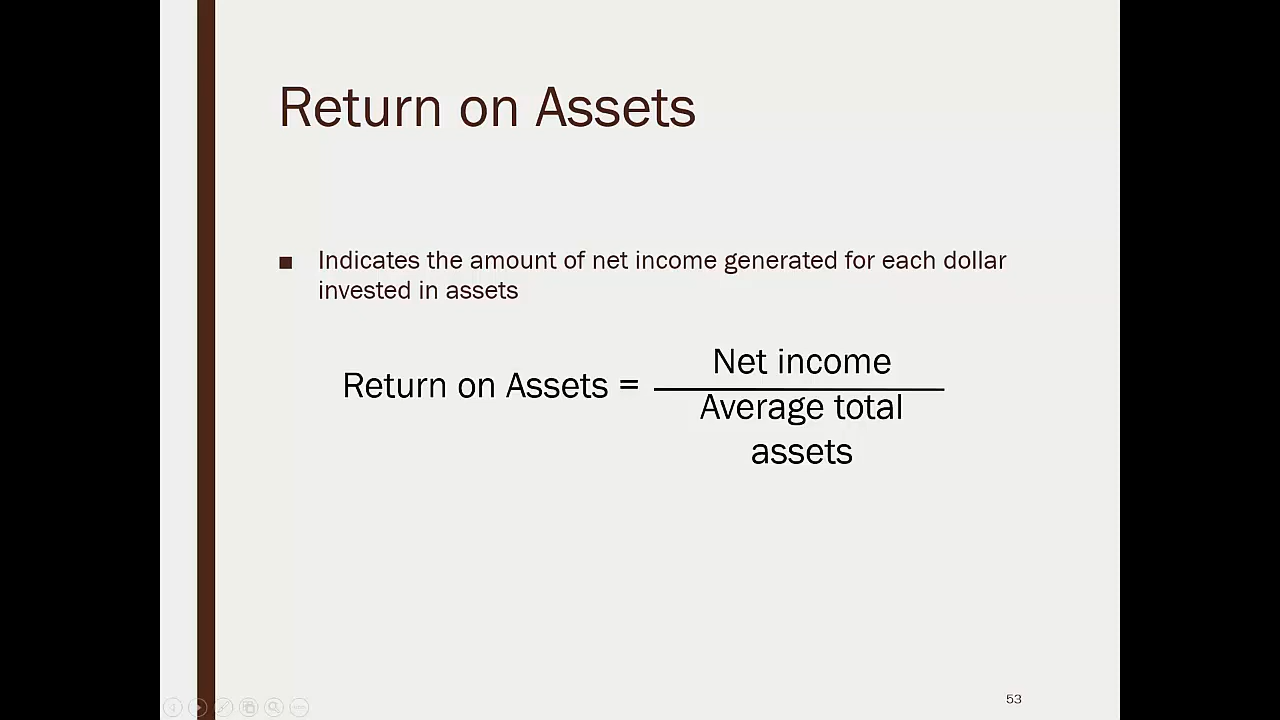 Return on Assets
■ Indicates the amount of net income generated for each dollar
invested in assets
Net income
Return on Assets =
Average total
assets
53